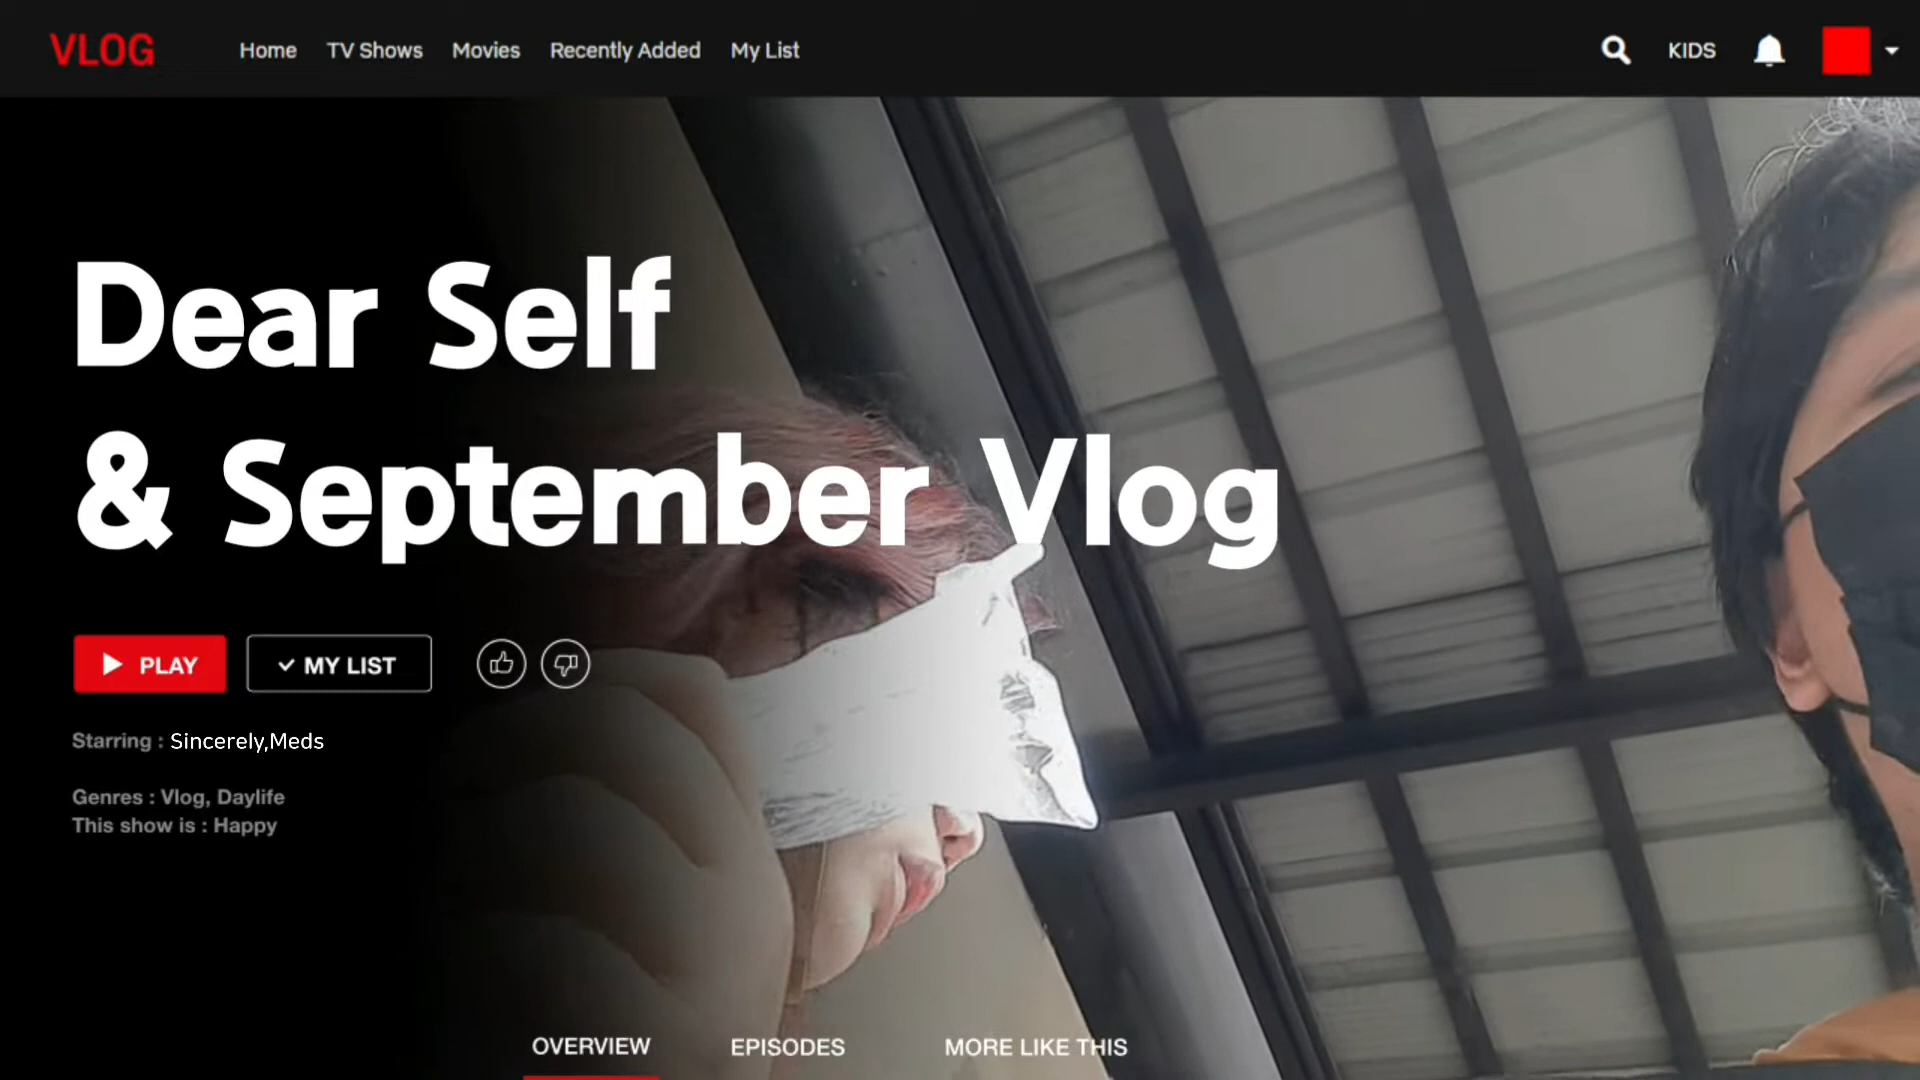 VLOG
Home TV Shows Movies Recently Added My List
KIDS
Dear Self
& September Vlog
PLAY
MY LIST
Starring : Sincerely,Meds
Genres : Vlog, Daylife
This show is : Happy
OVERVIEW EPISODES MORE LIKE THIS